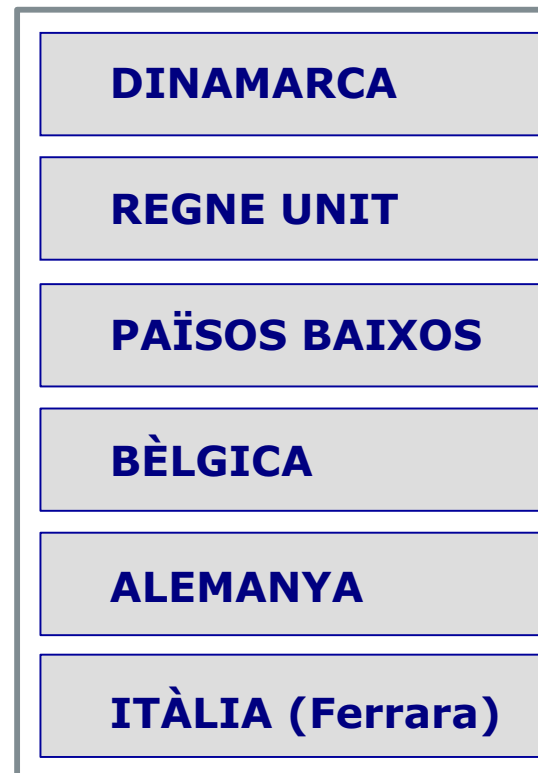 DINAMARCA
REGNE UNIT
PAÏSOS BAIXOS
BÈLGICA
ALEMANYA
ITÀLIA (Ferrara)